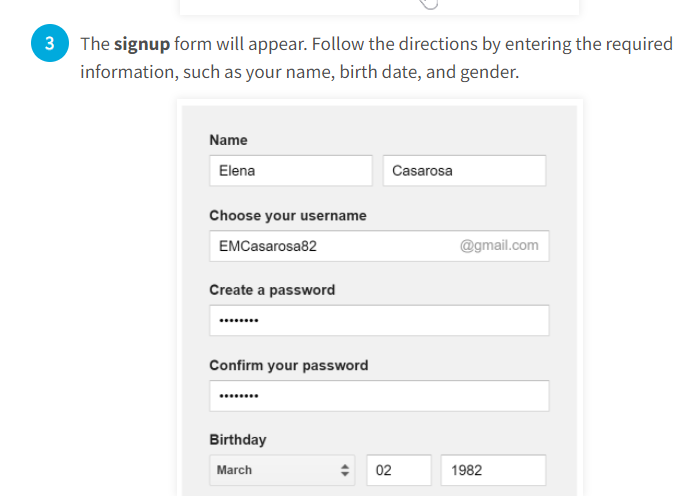 3
The signup form will appear. Follow the directions by entering the required
information, such as your name, birth date, and gender.
Name
Elena Casarosa
Choose your username
EMCasarosa82 @gmail.com
Create a password
••••••••
Confirm your password
••••••••
Birthday
March 02 1982